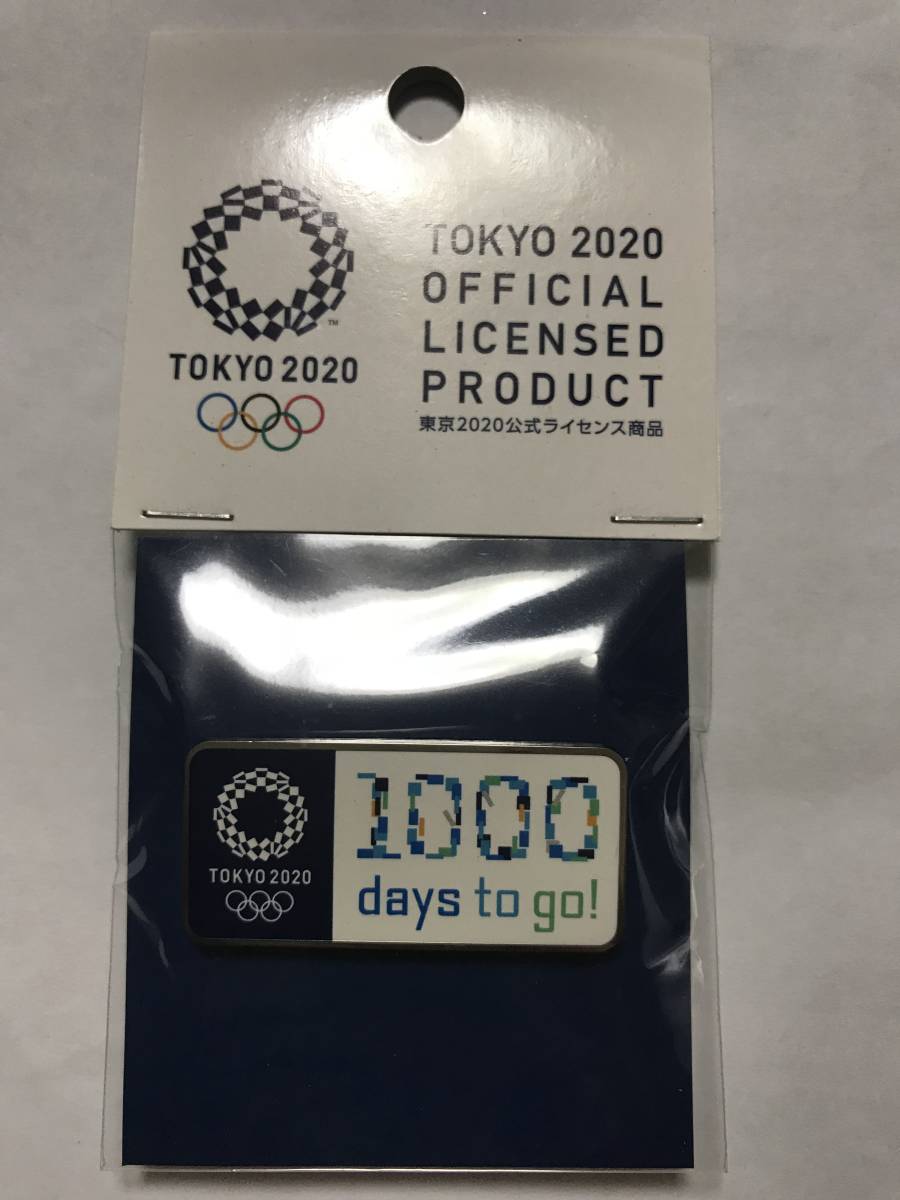 TOKYO 2020
OFFICIAL
LICENSED
PRODUCT
東京2020公式ライセンス商品
TM
TOKYO 2020
TOKYO 2020
1000
days to go!